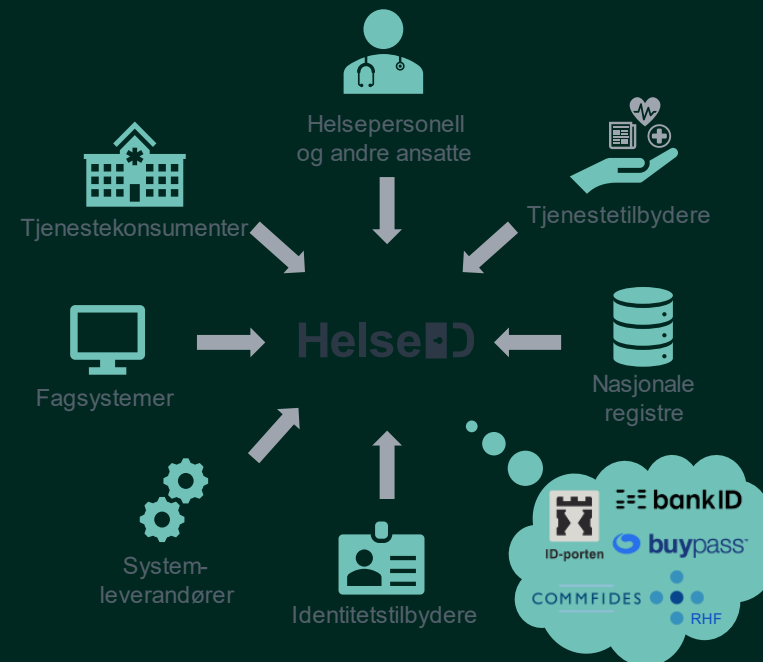 Helsepersonell
og andre ansatte
Tjenestekonsumenter
Tjenestetilbydere
HelseID
Fagsystemer
Nasjonale
registre
System-
leverandører
Identitetstilbydere
ID-porten
bankID
buypass
COMMFIDES
RHF